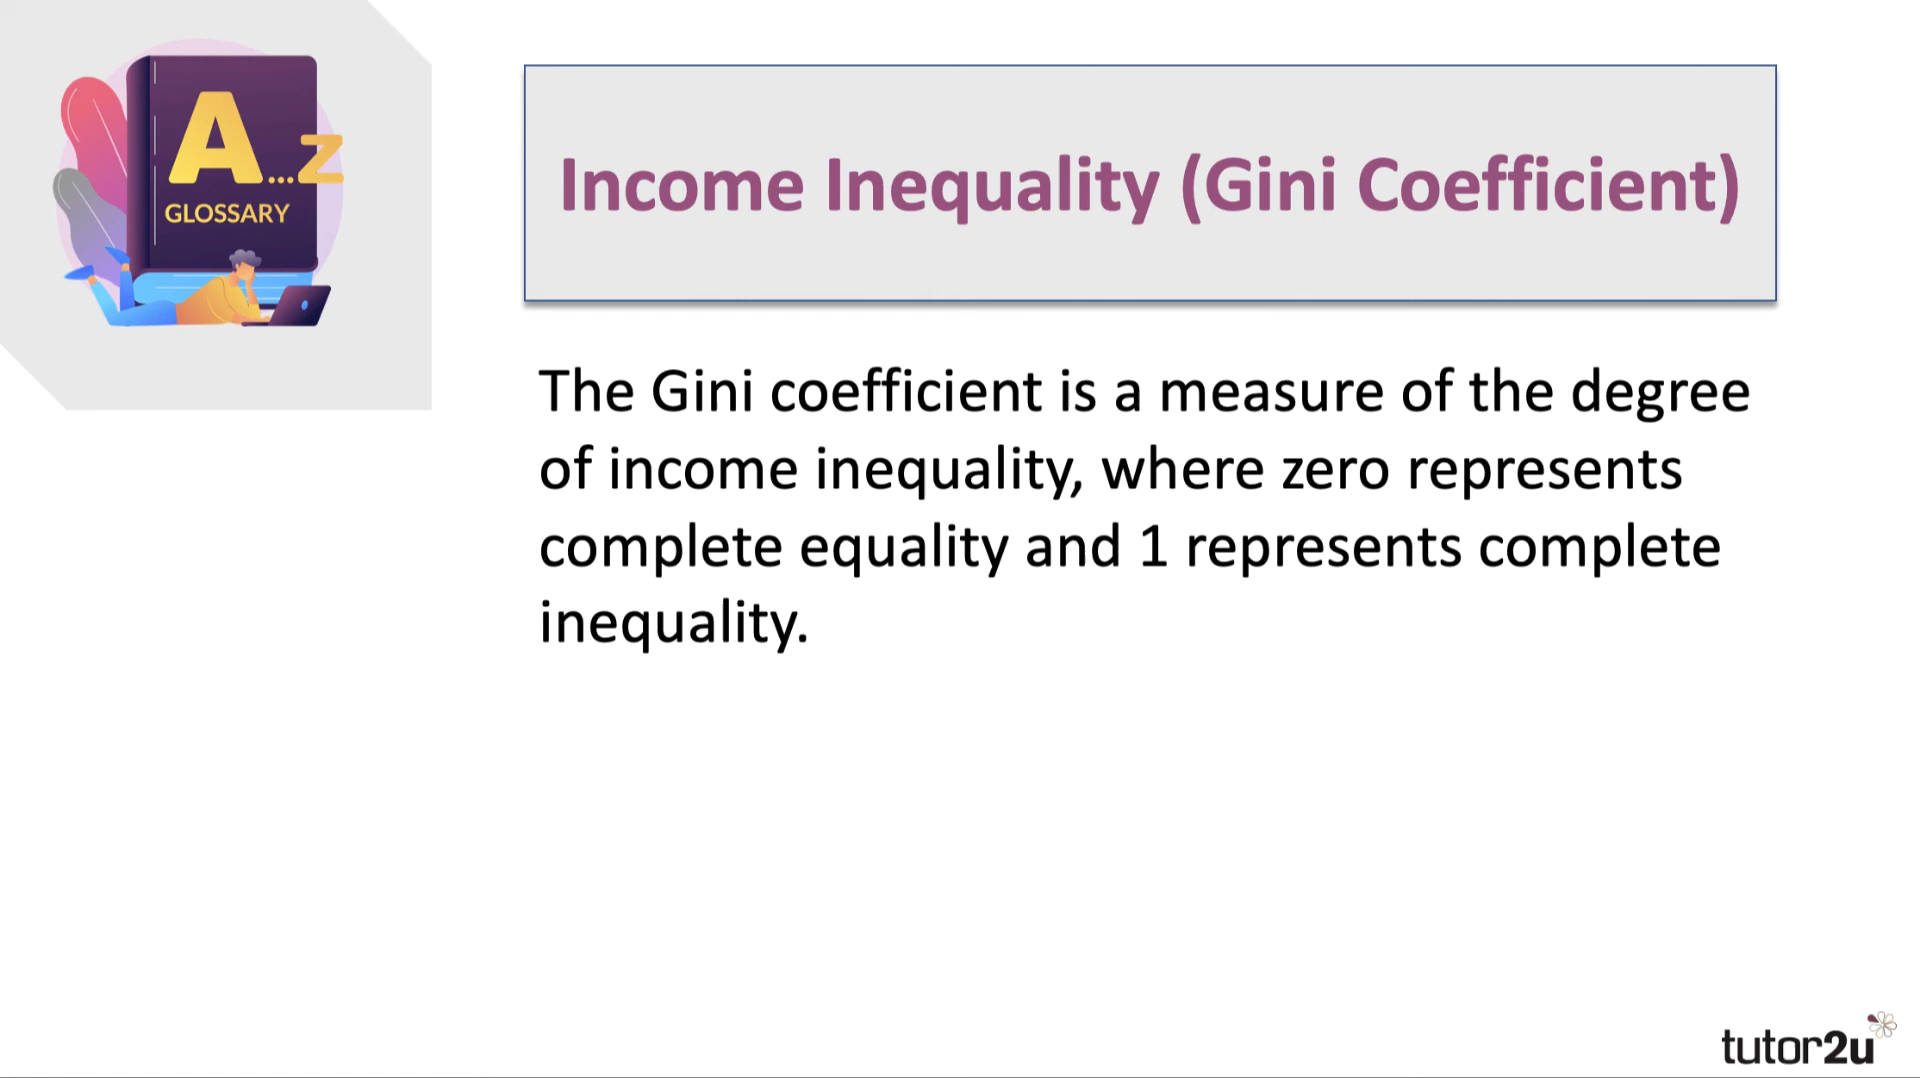 A...Z
GLOSSARY
Income Inequality (Gini Coefficient)
The Gini coefficient is a measure of the degree
of income inequality, where zero represents
complete equality and 1 represents complete
inequality.
tutor2u